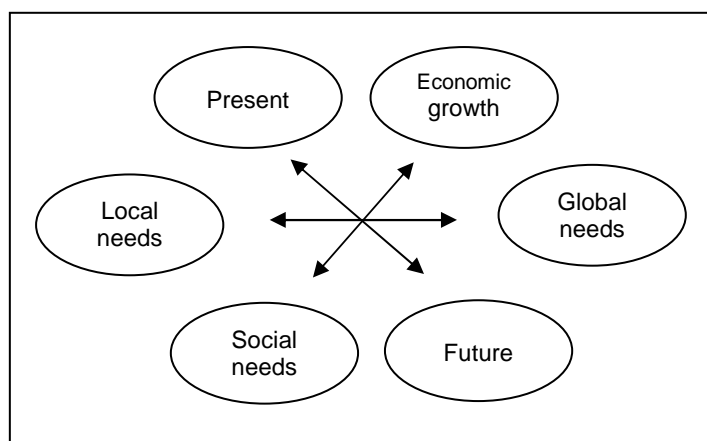 Present
Economic
growth
Local
needs
Global
needs
Social
needs
Future